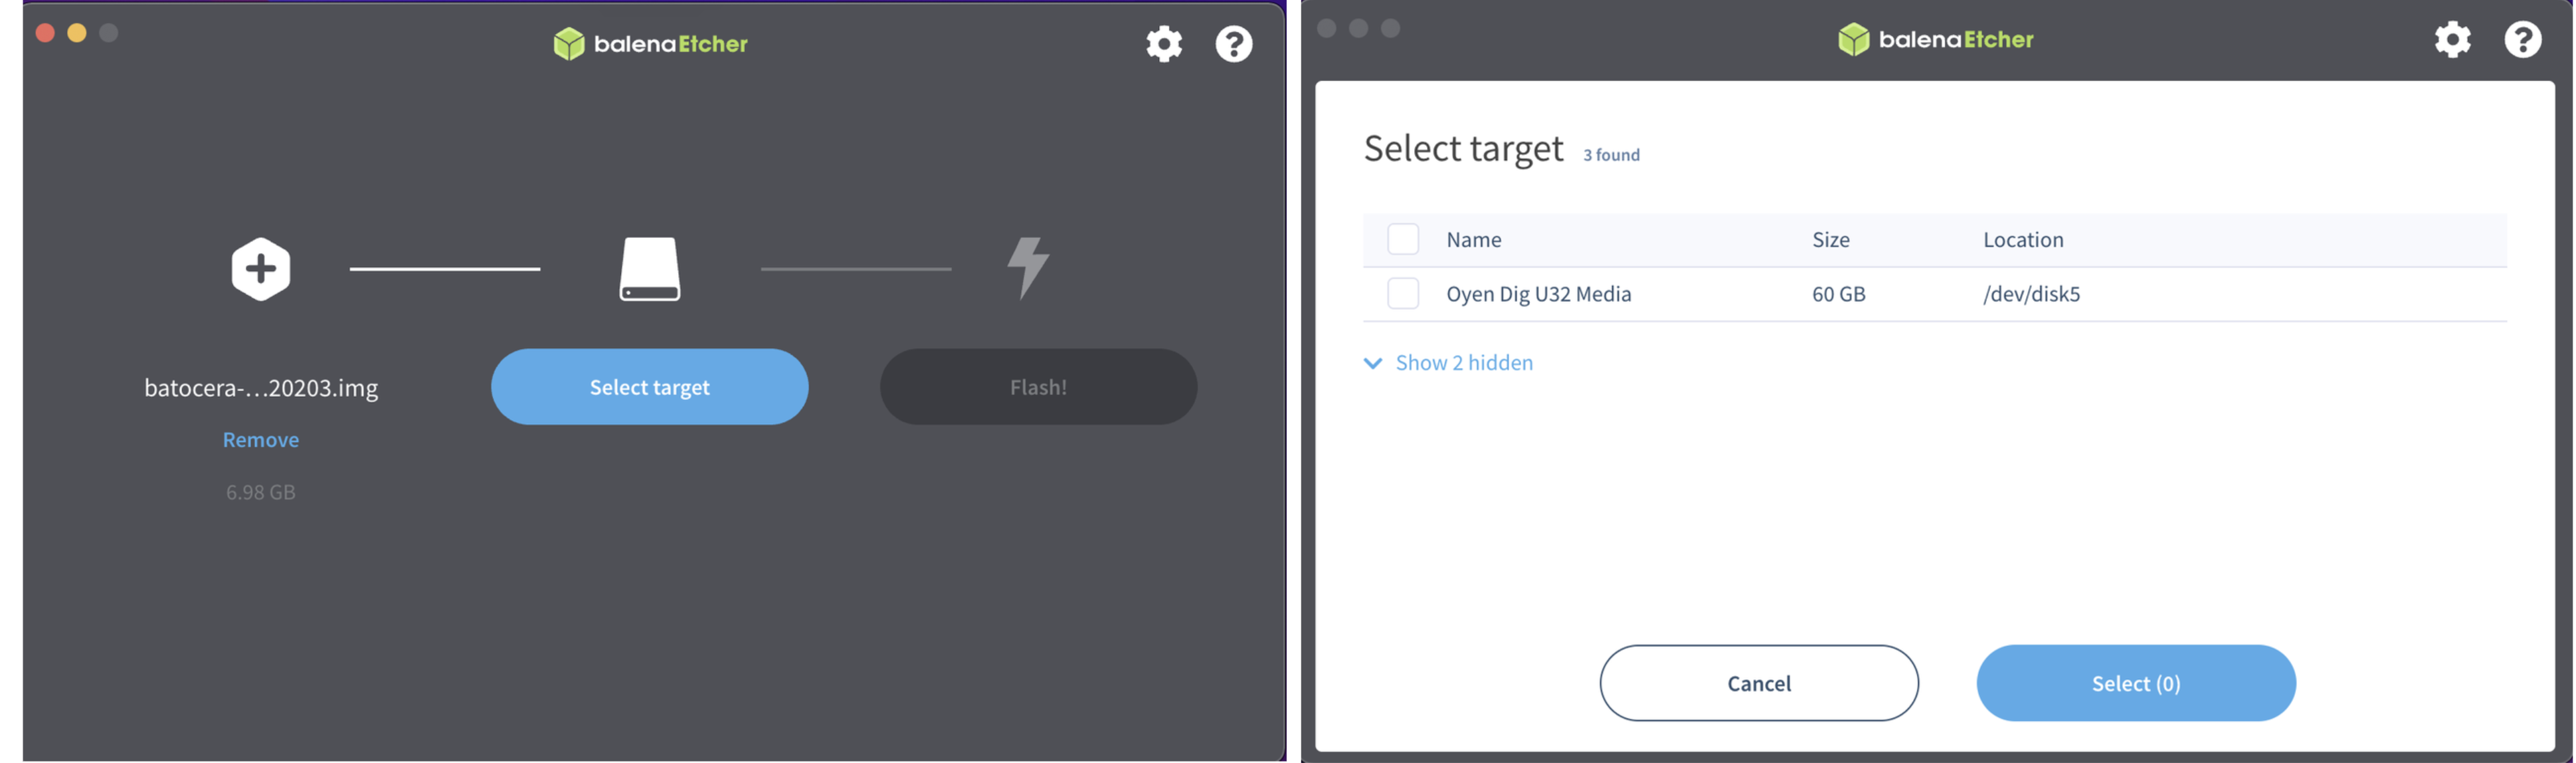 balenaEtcher
batocera-...20203.img
Remove
6.98 GB
Select target
Flash!
balenaEtcher
Select target 3 found
Name Size Location
Oyen Dig U32 Media 60 GB /dev/disk5
Show 2 hidden
Cancel Select (0)